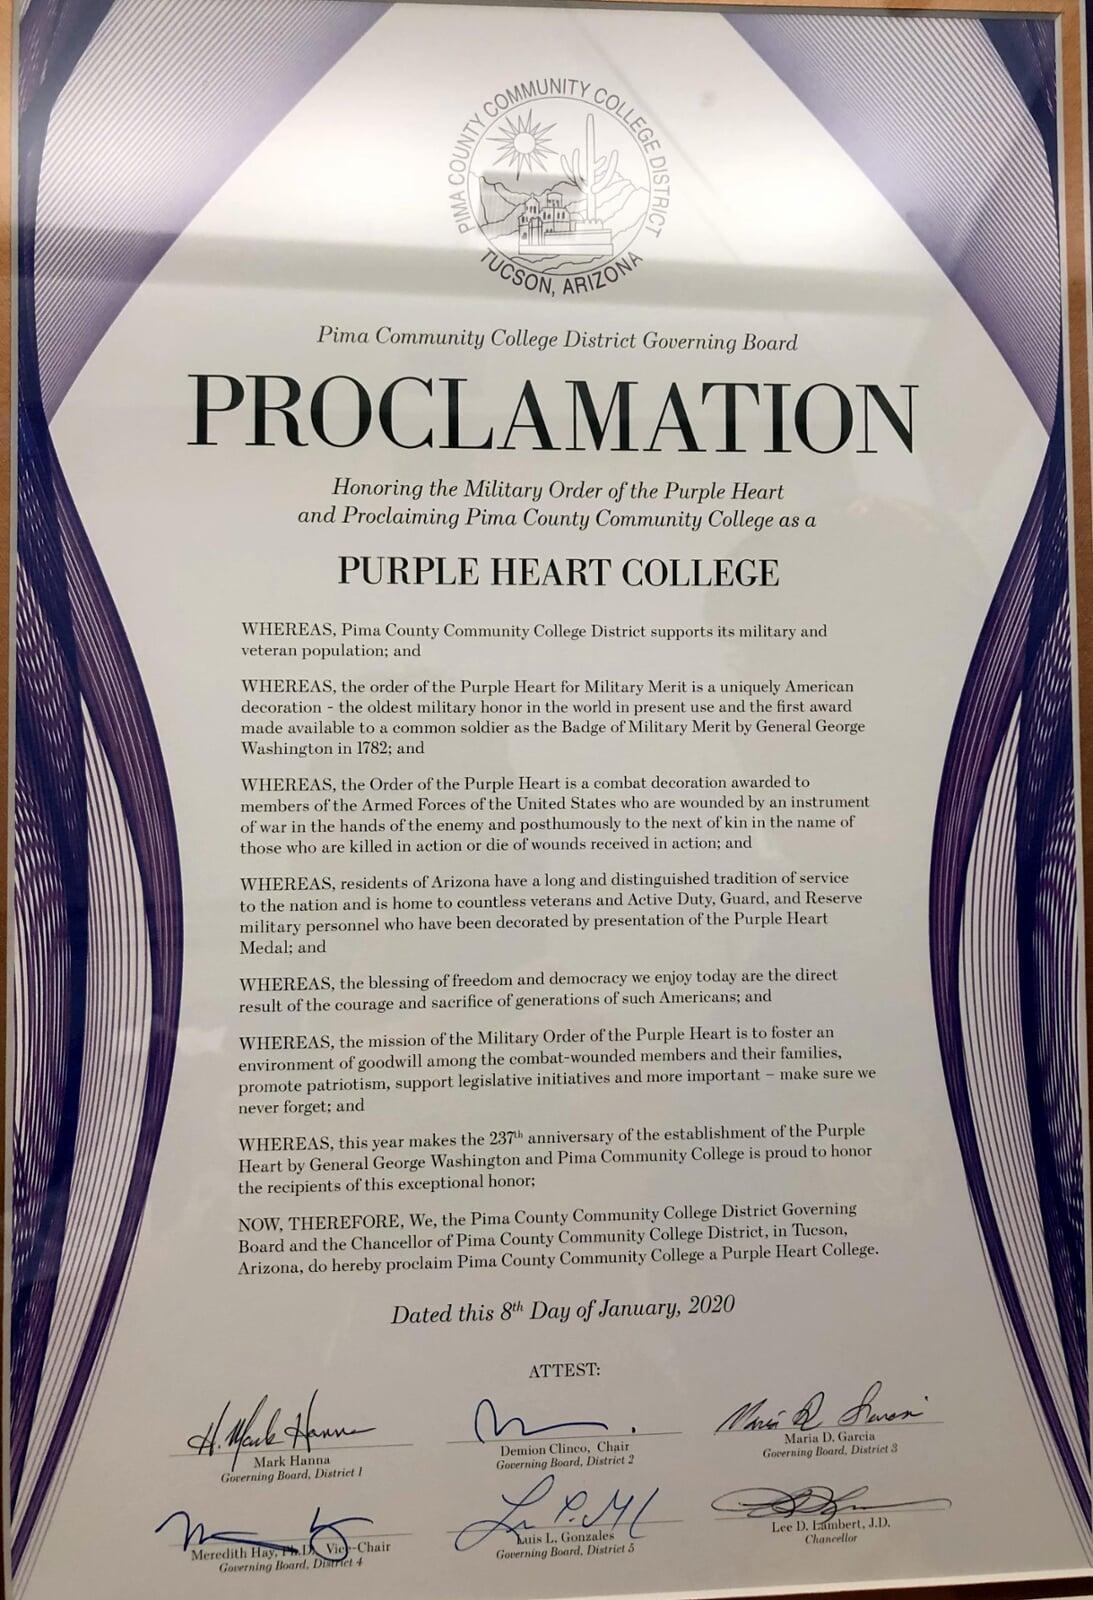 PIMA COUNTY COMMUNITY COLLEGE DISTRICT
TUCSON, ARIZONA
Pima Community College District Governing Board
PROCLAMATION
Honoring the Military Order of the Purple Heart
and Proclaiming Pima County Community College as a
PURPLE HEART COLLEGE
WHEREAS, Pima County Community College District supports its military and
veteran population; and
WHEREAS, the order of the Purple Heart for Military Merit is a uniquely American
decoration - the oldest military honor in the world in present use and the first award
made available to a common soldier as the Badge of Military Merit by General George
Washington in 1782; and
WHEREAS, the Order of the Purple Heart is a combat decoration awarded to
members of the Armed Forces of the United States who are wounded by an instrument
of war in the hands of the enemy and posthumously to the next of kin in the name of
those who are killed in action or die of wounds received in action; and
WHEREAS, residents of Arizona have a long and distinguished tradition of service
to the nation and is home to countless veterans and Active Duty, Guard, and Reserve
military personnel who have been decorated by presentation of the Purple Heart
Medal; and
WHEREAS, the blessing of freedom and democracy we enjoy today are the direct
result of the courage and sacrifice of generations of such Americans; and
WHEREAS, the mission of the Military Order of the Purple Heart is to foster an
environment of goodwill among the combat-wounded members and their families,
promote patriotism, support legislative initiatives and more important – make sure we
never forget; and
WHEREAS, this year makes the 237th anniversary of the establishment of the Purple
Heart by General George Washington and Pima Community College is proud to honor
the recipients of this exceptional honor;
NOW, THEREFORE, We, the Pima County Community College District Governing
Board and the Chancellor of Pima County Community College District, in Tucson,
Arizona, do hereby proclaim Pima County Community College a Purple Heart College.
Dated this 8th Day of January, 2020
ATTEST:
H. Mark Hanna
Mark Hanna
Governing Board, District 1
Demion Clinco, Chair
Governing Board, District 2
Maria D. Garcia
Governing Board, District 3
Meredith Hay, Ph.D. Vice-Chair
Governing Board, District 4
Luis L. Gonzales
Governing Board, District 5
Lee D. Lambert, J.D.
Chancellor